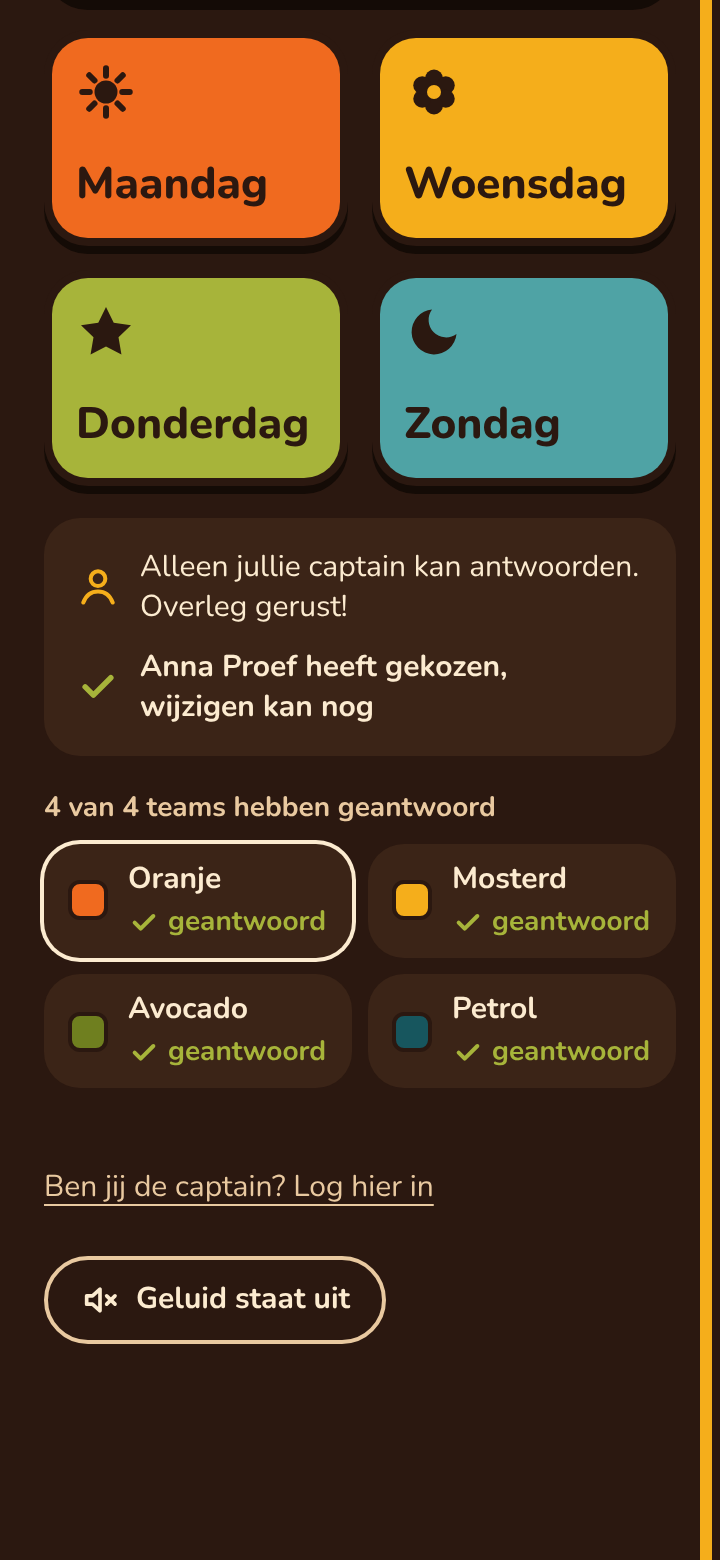 Maandag
Woensdag
Donderdag
Zondag
Alleen jullie captain kan antwoorden.
Overleg gerust!
Anna Proef heeft gekozen,
wijzigen kan nog
4 van 4 teams hebben geantwoord
Oranje
geantwoord
Mosterd
geantwoord
Avocado
geantwoord
Petrol
geantwoord
Ben jij de captain? Log hier in
Geluid staat uit